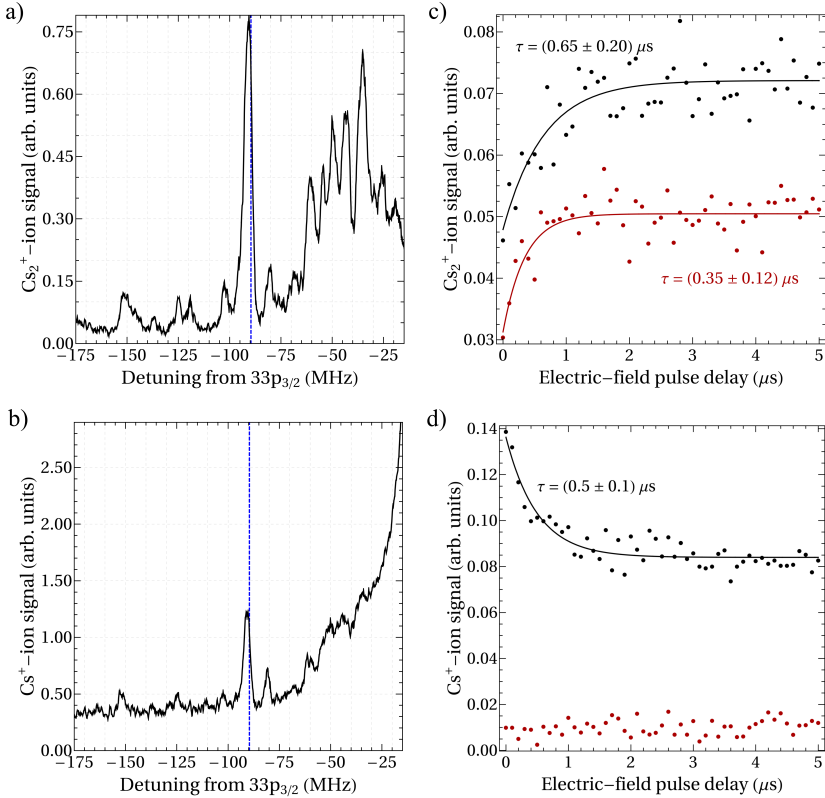 a)
0.75
0.60
0.45
0.30
0.15
0.00
Cs₂⁺−ion signal (arb. units)
−175 −150 −125 −100 −75 −50 −25
Detuning from 33p₃/₂ (MHz)
c)
0.08
0.07
0.06
0.05
0.04
0.03
Cs₂⁺−ion signal (arb. units)
τ = (0.65 ± 0.20) μs
τ = (0.35 ± 0.12) μs
0 1 2 3 4 5
Electric−field pulse delay (μs)
b)
2.50
2.00
1.50
1.00
0.50
0.00
Cs⁺−ion signal (arb. units)
−175 −150 −125 −100 −75 −50 −25
Detuning from 33p₃/₂ (MHz)
d)
0.14
0.12
0.10
0.08
0.06
0.04
0.02
0.00
Cs⁺−ion signal (arb. units)
τ = (0.5 ± 0.1) μs
0 1 2 3 4 5
Electric−field pulse delay (μs)